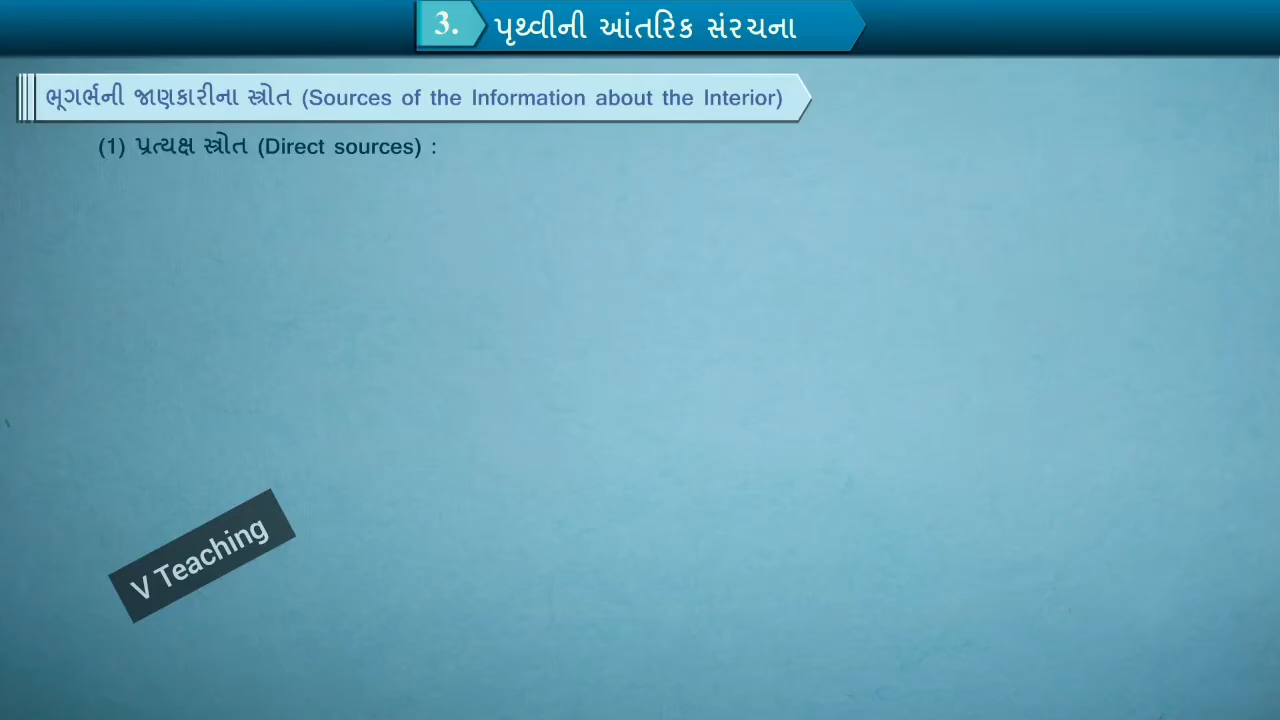 3. પૃથ્વીની આંતરિક સંરચના
ભૂગર્ભની જાણકારીના સ્ત્રોત (Sources of the Information about the Interior)
(1) પ્રત્યક્ષ સ્ત્રોત (Direct sources) :
V Teaching